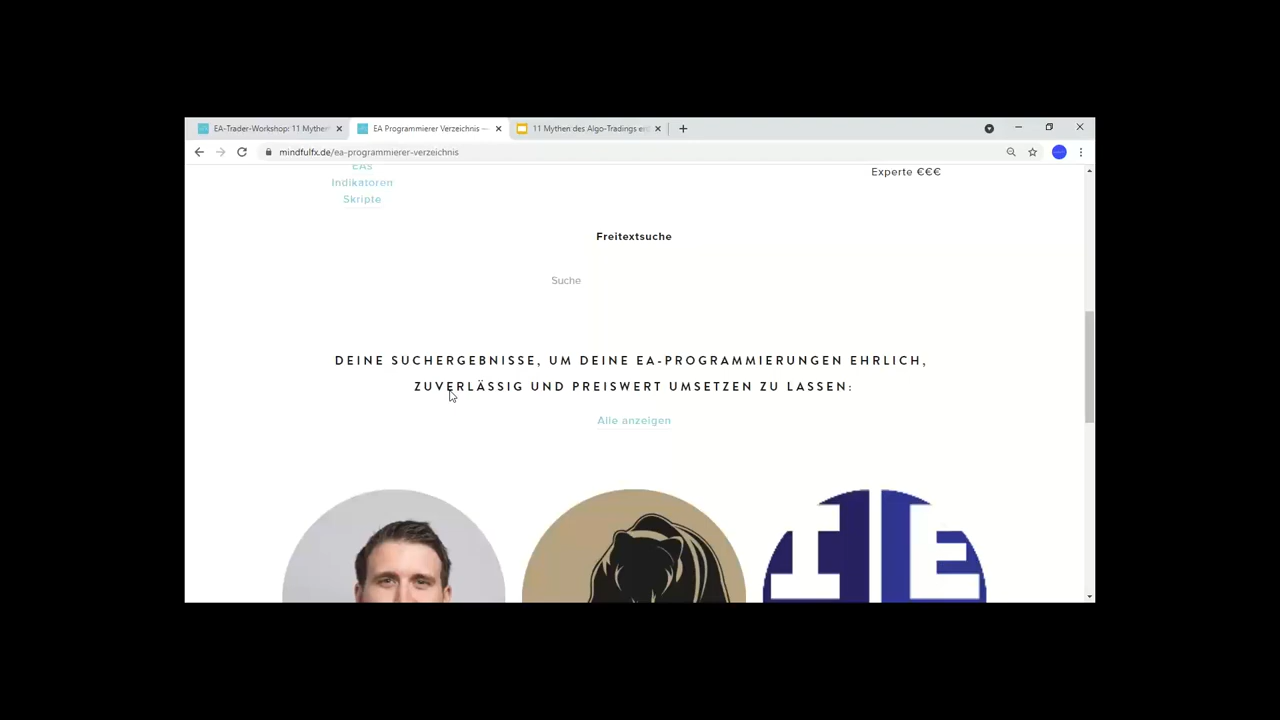 EA-Trader-Workshop: 11 Mythen
EA Programmierer Verzeichnis —
11 Mythen des Algo-Tradings ent
mindfulfx.de/ea-programmierer-verzeichnis
EAs
Experte €€€
Indikatoren
Skripte
Freitextsuche
Suche
DEINE SUCHERGEBNISSE, UM DEINE EA-PROGRAMMIERUNGEN EHRLICH,
ZUVERLÄSSIG UND PREISWERT UMSETZEN ZU LASSEN:
Alle anzeigen
I E